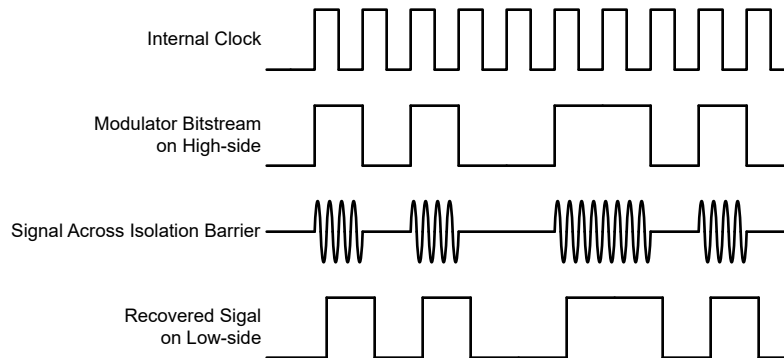 Internal Clock
Modulator Bitstream
on High-side
Signal Across Isolation Barrier
Recovered Sigal
on Low-side